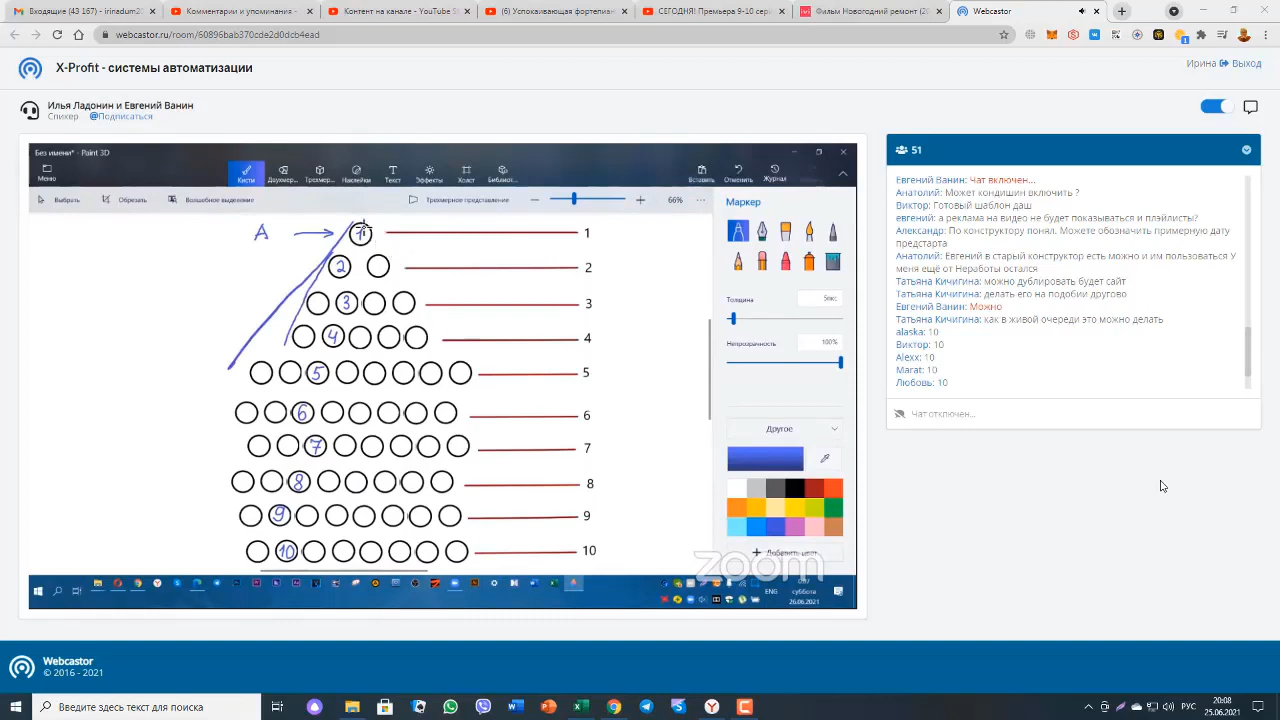 Входящие (43 167) - irinadum2
Комментарии и упоминания -
Контент на канале - YouTube S
(6) Успокаивающая фортепиан
СЕГОДНЯ! Премьера 9-10 сери
Фильм Новогодний ремонт (20
Webcastor
webcastor.ru/room/60896bab370cde2d0dcb4ead
X-Profit - системы автоматизации
Ирина Выход
Илья Ладонин и Евгений Ванин
Спикер @Подписаться
Без имени* - Paint 3D
Меню
Кисти
Двухмер...
Трехмер...
Наклейки
Текст
Эффекты
Холст
Библиот...
Вставить
Отменить
Журнал
Выбрать
Обрезать
Волшебное выделение
Трехмерное представление
66%
Маркер
Толщина
5пкс
Непрозрачность
100%
Другое
Добавить цвет
A 1 1
2 2
3 3
4 4
5 5
6 6
7 7
8 8
9 9
10 10
zoom
ENG
суббота
26.06.2021
51
Евгений Ванин: Чат включен...
Анатолий: Может кондишин включить ?
Виктор: Готовый шаблон даш
евгений: а реклама на видео не будет показываться и плэйлисты?
Александр: По конструктору понял. Можете обозначить примерную дату
предстарта
Анатолий: Евгений в старый конструктор есть можно и им пользоваться У
меня ещё от Неработы остался
Татьяна Кичигина: можно дублировать будет сайт
Татьяна Кичигина: делать его на подобии другово
Евгений Ванин: Можно
Татьяна Кичигина: как в живой очереди это можно делать
alaska: 10
Виктор: 10
Alexx: 10
Marat: 10
Любовь: 10
Чат отключен...
Webcastor
© 2016 - 2021
Введите здесь текст для поиска
РУС
20:08
25.06.2021